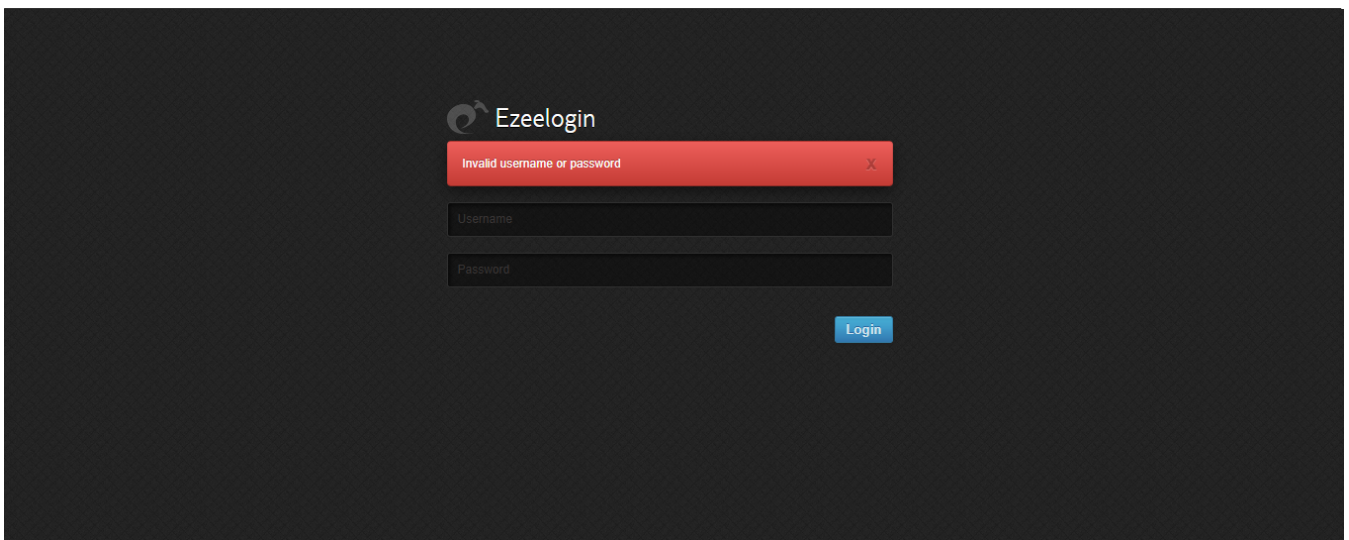 Ezeelogin
Invalid username or password X
Username
Password
Login